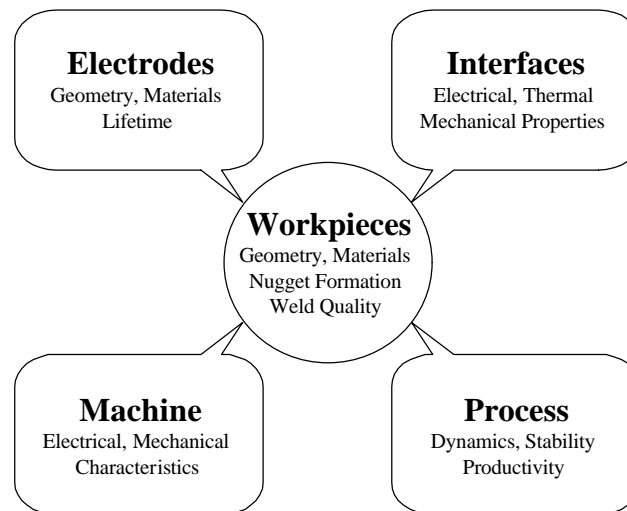 Electrodes
Geometry, Materials
Lifetime
Interfaces
Electrical, Thermal
Mechanical Properties
Workpieces
Geometry, Materials
Nugget Formation
Weld Quality
Machine
Electrical, Mechanical
Characteristics
Process
Dynamics, Stability
Productivity